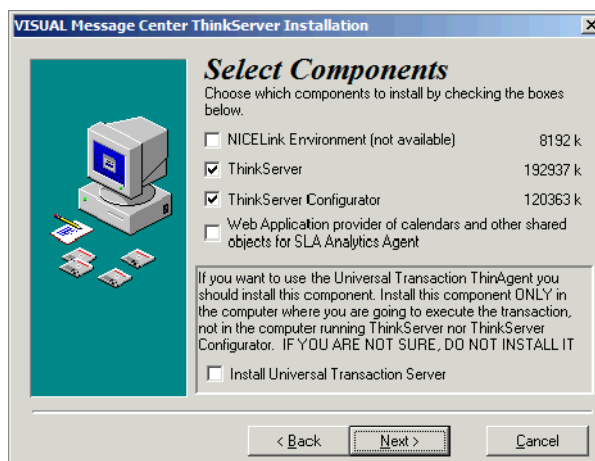 VISUAL Message Center ThinkServer Installation
Select Components
Choose which components to install by checking the boxes
below.
NICELink Environment (not available) 8192 k
ThinkServer 192937 k
ThinkServer Configurator 120363 k
Web Application provider of calendars and other shared
objects for SLA Analytics Agent
If you want to use the Universal Transaction ThinAgent you
should install this component. Install this component ONLY in
the computer where you are going to execute the transaction,
not in the computer running ThinkServer nor ThinkServer
Configurator. IF YOU ARE NOT SURE, DO NOT INSTALL IT
Install Universal Transaction Server
< Back Next > Cancel